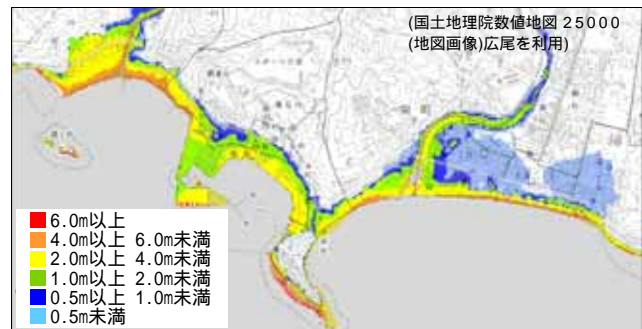 (国土地理院数値地図 25000
(地図画像)広尾を利用)
6.0m以上
4.0m以上 6.0m未満
2.0m以上 4.0m未満
1.0m以上 2.0m未満
0.5m以上 1.0m未満
0.5m未満